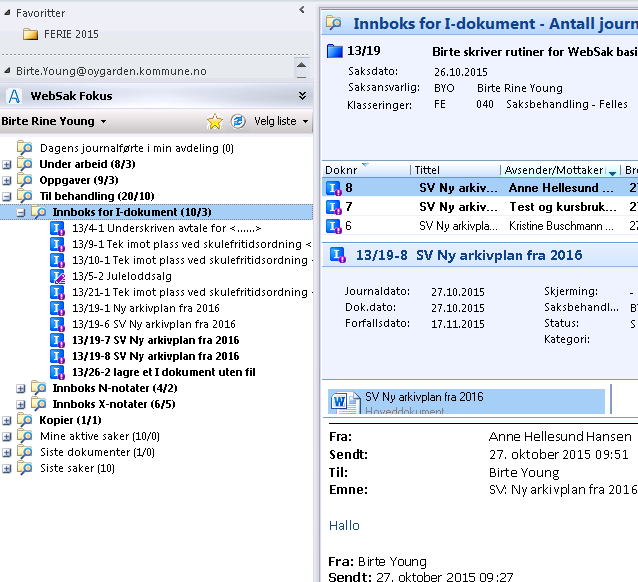 Favoritter
FERIE 2015
Birte.Young@oygarden.kommune.no
WebSak Fokus
Birte Rine Young
Velg liste
Dagens journalførte i min avdeling (0)
Under arbeid (8/3)
Oppgaver (9/3)
Til behandling (20/10)
Innboks for I-dokument (10/3)
13/4-1 Underskriven avtale for <......>
13/9-1 Tek imot plass ved skulefritidsordning <
13/10-1 Tek imot plass ved skulefritidsordning -
13/5-2 Juleloddsalg
13/21-1 Tek imot plass ved skulefritidsordning -
13/19-1 Ny arkivplan fra 2016
13/19-6 SV Ny arkivplan fra 2016
13/19-7 SV Ny arkivplan fra 2016
13/19-8 SV Ny arkivplan fra 2016
13/26-2 lagre et I dokument uten fil
Innboks N-notater (4/2)
Innboks X-notater (6/5)
Kopier (1/1)
Mine aktive saker (10/0)
Siste dokumenter (1/0)
Siste saker (10)
Innboks for I-dokument - Antall journ
13/19 Birte skriver rutiner for WebSak basi
Saksdato: 26.10.2015
Saksansvarlig: BYO Birte Rine Young
Klasseringer: FE 040 Saksbehandling - Felles
Doknr Tittel Avsender/Mottaker Bre
8 SV Ny arkiv... Anne Hellesund ... 27
7 SV Ny arkiv... Test og kursbruk... 27
6 SV Ny arkivpla... Kristine Buschmann ... 27
13/19-8 SV Ny arkivplan fra 2016
Journaldato: 27.10.2015 Skjerming: -
Dok.dato: 27.10.2015 Saksbehandl... BY
Forfallsdato: 17.11.2015 Status: S
Kategori:
SV Ny arkivplan fra 2016
Hoveddokument
Fra: Anne Hellesund Hansen
Sendt: 27. oktober 2015 09:51
Til: Birte Young
Emne: SV: Ny arkivplan fra 2016
Hallo
Fra: Birte Young
Sendt: 27. oktober 2015 09:27